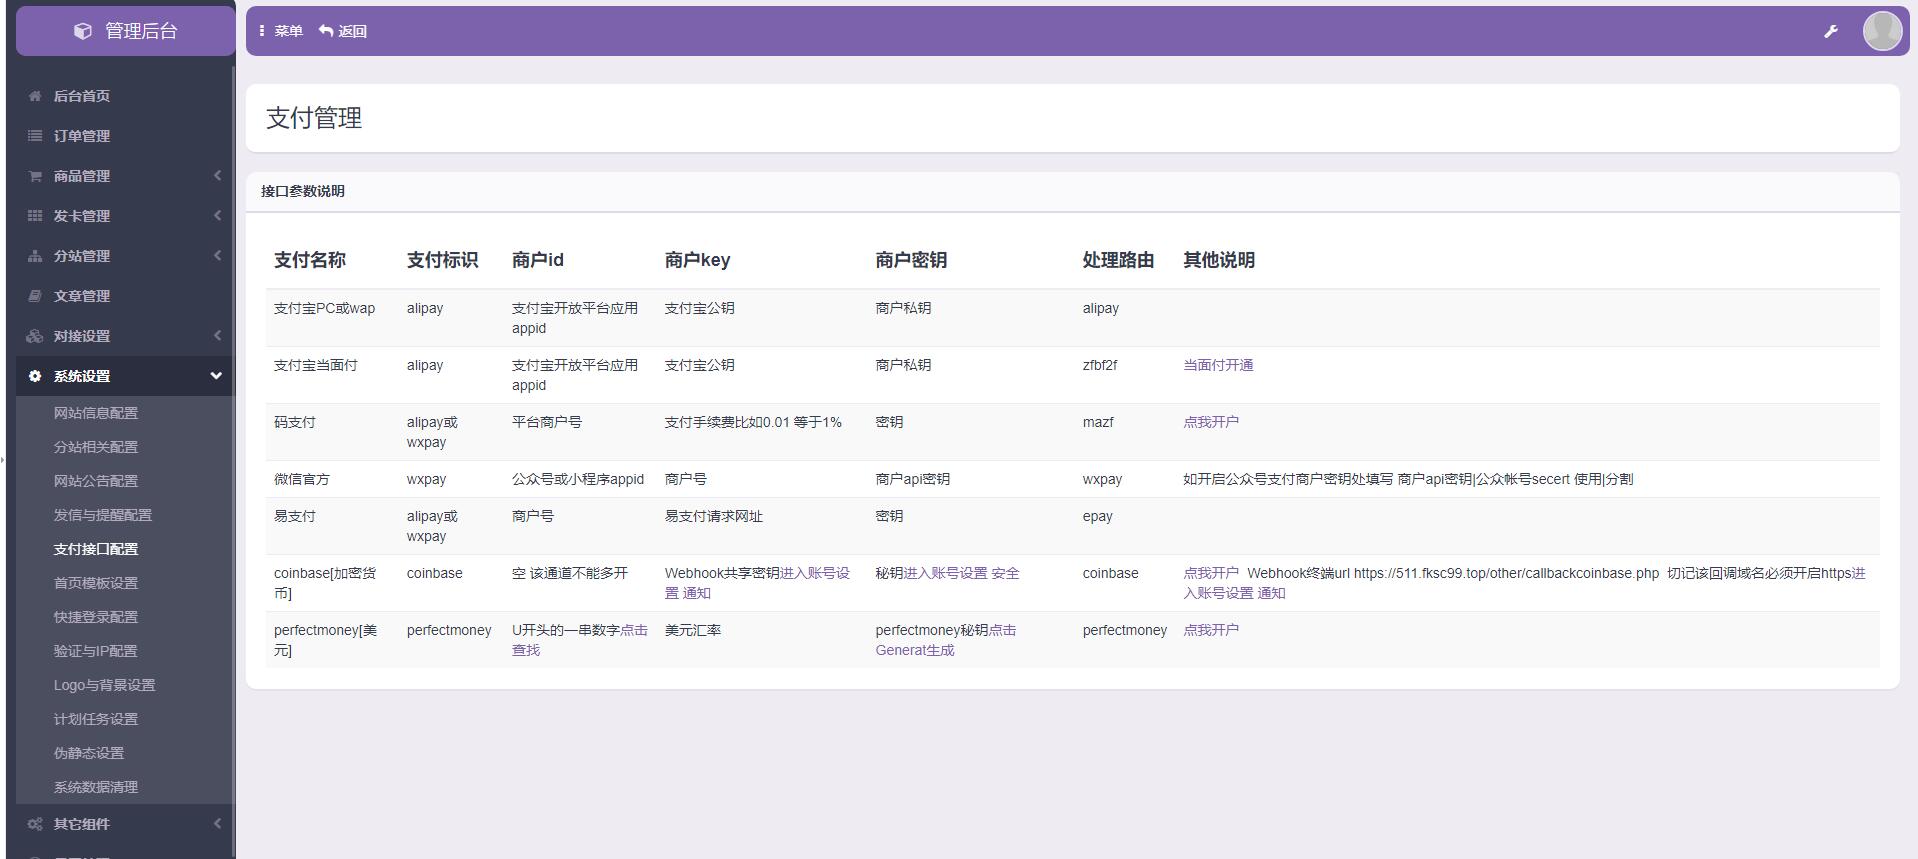 管理后台
菜单 返回
后台首页
订单管理
商品管理
发卡管理
分站管理
文章管理
对接设置
系统设置
网站信息配置
分站相关配置
网站公告配置
发信与提醒配置
支付接口配置
首页模板设置
快捷登录配置
验证与IP配置
Logo与背景设置
计划任务设置
伪静态设置
系统数据清理
其它组件
支付管理
接口参数说明
支付名称 支付标识 商户id 商户key 商户密钥 处理路由 其他说明
支付宝PC或wap alipay 支付宝开放平台应用 支付宝公钥 商户私钥 alipay
appid
支付宝当面付 alipay 支付宝开放平台应用 支付宝公钥 商户私钥 zfbf2f 当面付开通
appid
码支付 alipay或 平台商户号 支付手续费比如0.01 等于1% 密钥 mazf 点我开户
wxpay
微信官方 wxpay 公众号或小程序appid 商户号 商户api密钥 wxpay 如开启公众号支付商户密钥处填写 商户api密钥|公众帐号secert 使用|分割
易支付 alipay或 商户号 易支付请求网址 密钥 epay
wxpay
coinbase[加密货 coinbase 空 该通道不能多开 Webhook共享密钥进入账号设 秘钥进入账号设置 安全 coinbase 点我开户 Webhook终端url https://511.fksc99.top/other/callbackcoinbase.php 切记该回调域名必须开启https进
币] 置 通知 入账号设置 通知
perfectmoney[美 perfectmoney U开头的一串数字点击 美元汇率 perfectmoney秘钥点击 perfectmoney 点我开户
元] 查找 Generat生成